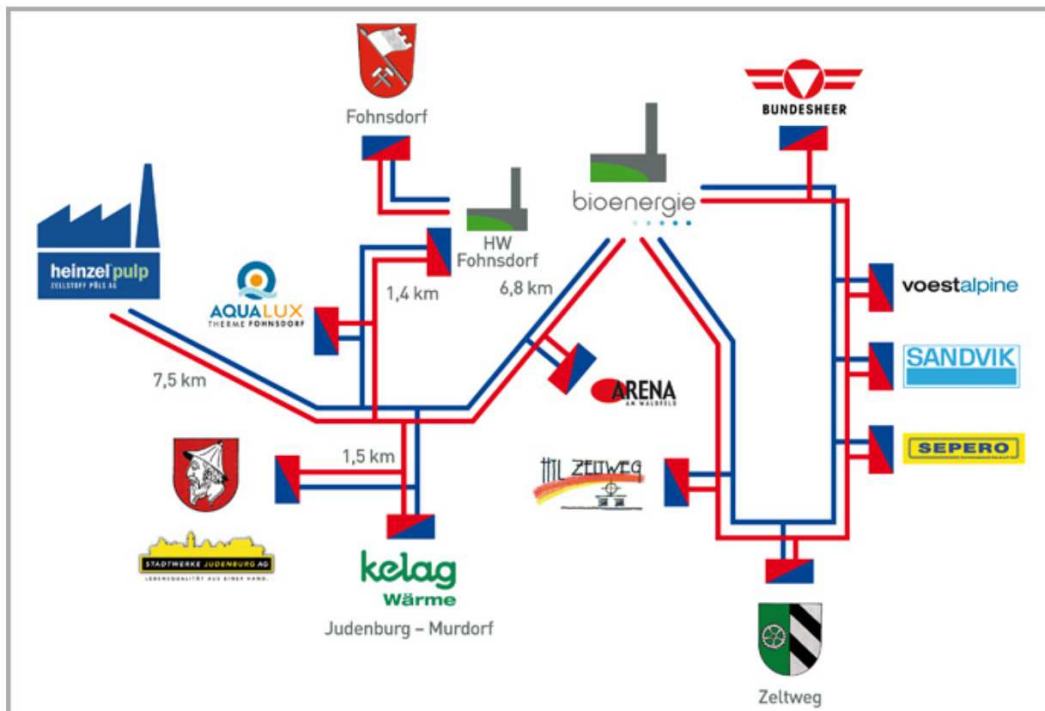 Fohnsdorf
BUNDESHEER
bioenergie
heinzel pulp
ZELLSTOFF PÖLS AG
HW
Fohnsdorf
AQUALUX
THERME FOHNSDORF
1,4 km
6,8 km
voestalpine
7,5 km
SANDVIK
ARENA
AM WALDFELD
1,5 km
SEPERO
HTL ZELTWEG
STADTWERKE JUDENBURG AG
LEBENSQUALITÄT AUS EINER HAND.
kelag
Wärme
Judenburg – Murdorf
Zeltweg